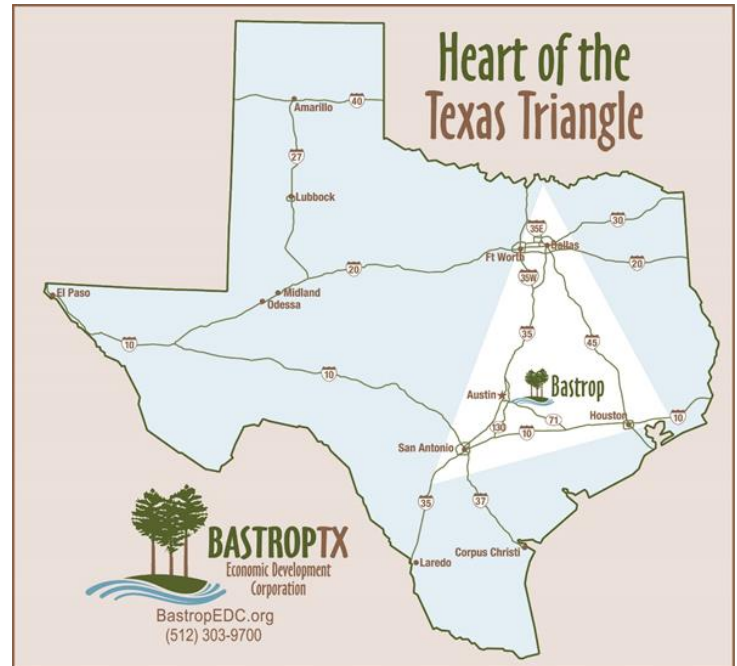 Heart of the
Texas Triangle
40
Amarillo
27
Lubbock
30
35E
Dallas
Ft Worth
20
20
35W
El Paso
Midland
Odessa
35
45
10
10
Austin
Bastrop
Houston
10
130
71
10
San Antonio
35
37
Corpus Christi
Laredo
BASTROPTX
Economic Development
Corporation
BastropEDC.org
(512) 303-9700